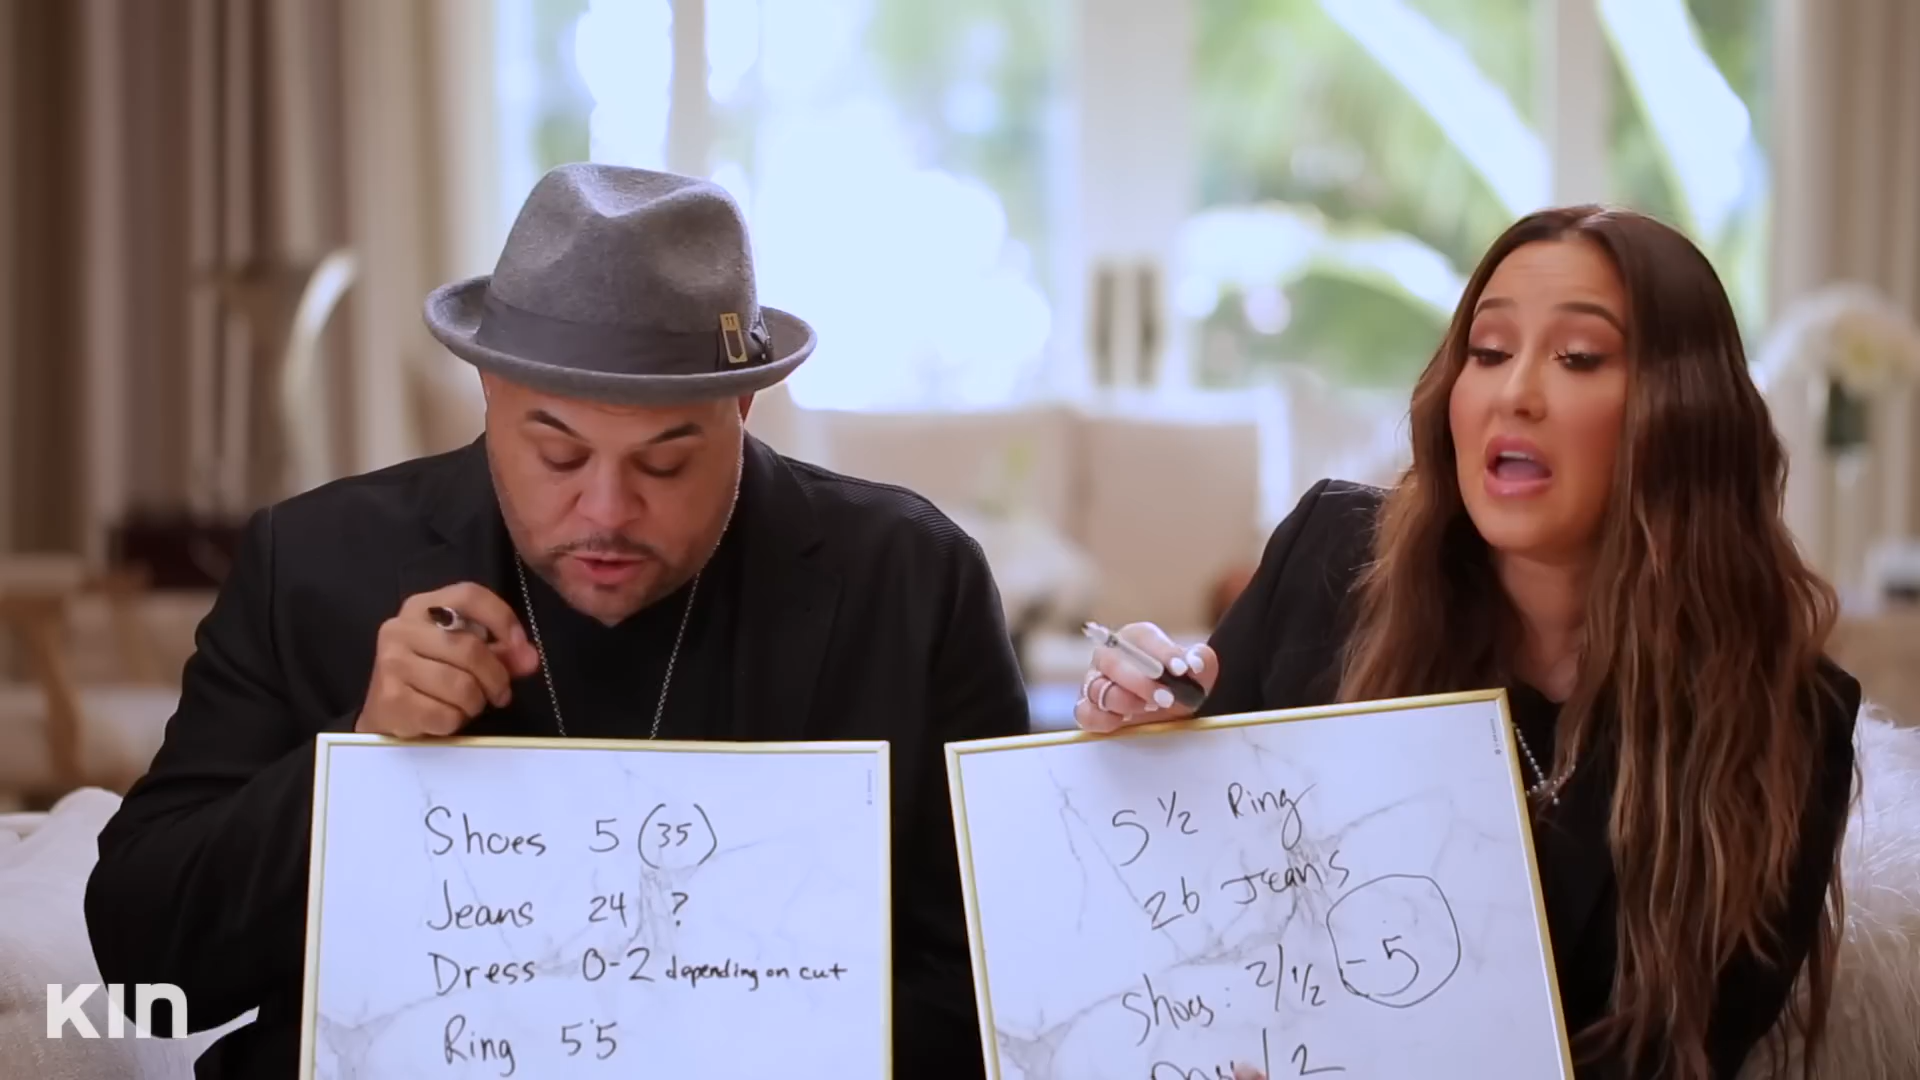 Shoes 5 (35)
Jeans 24 ?
Dress 0-2 depending on cut
Ring 5.5
5 1/2 Ring
26 Jeans
Shoes: 2/1/2 -5
2
KIN